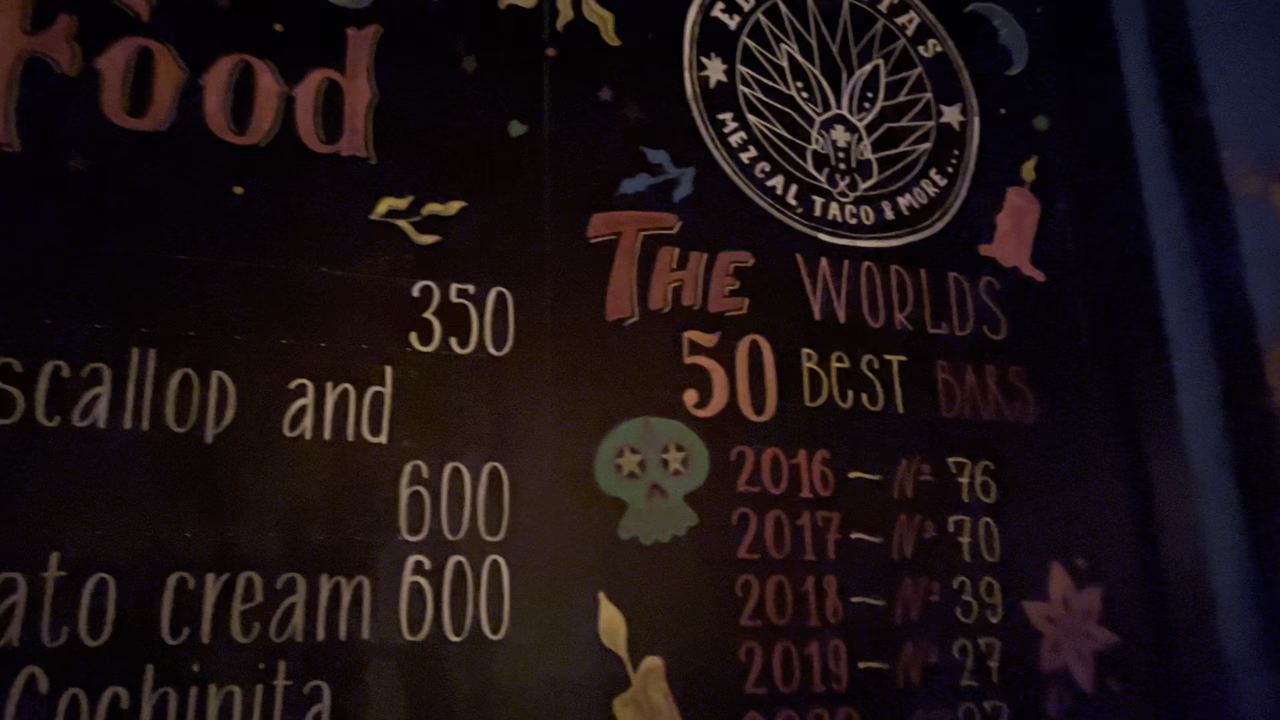 Food
350
scallop and
600
ato cream 600
Cochinita
MEZCAL, TACO & MORE...
THE WORLDS
50 BEST BARS
2016 – Nº 76
2017 – Nº 70
2018 – Nº 39
2019 – Nº 27